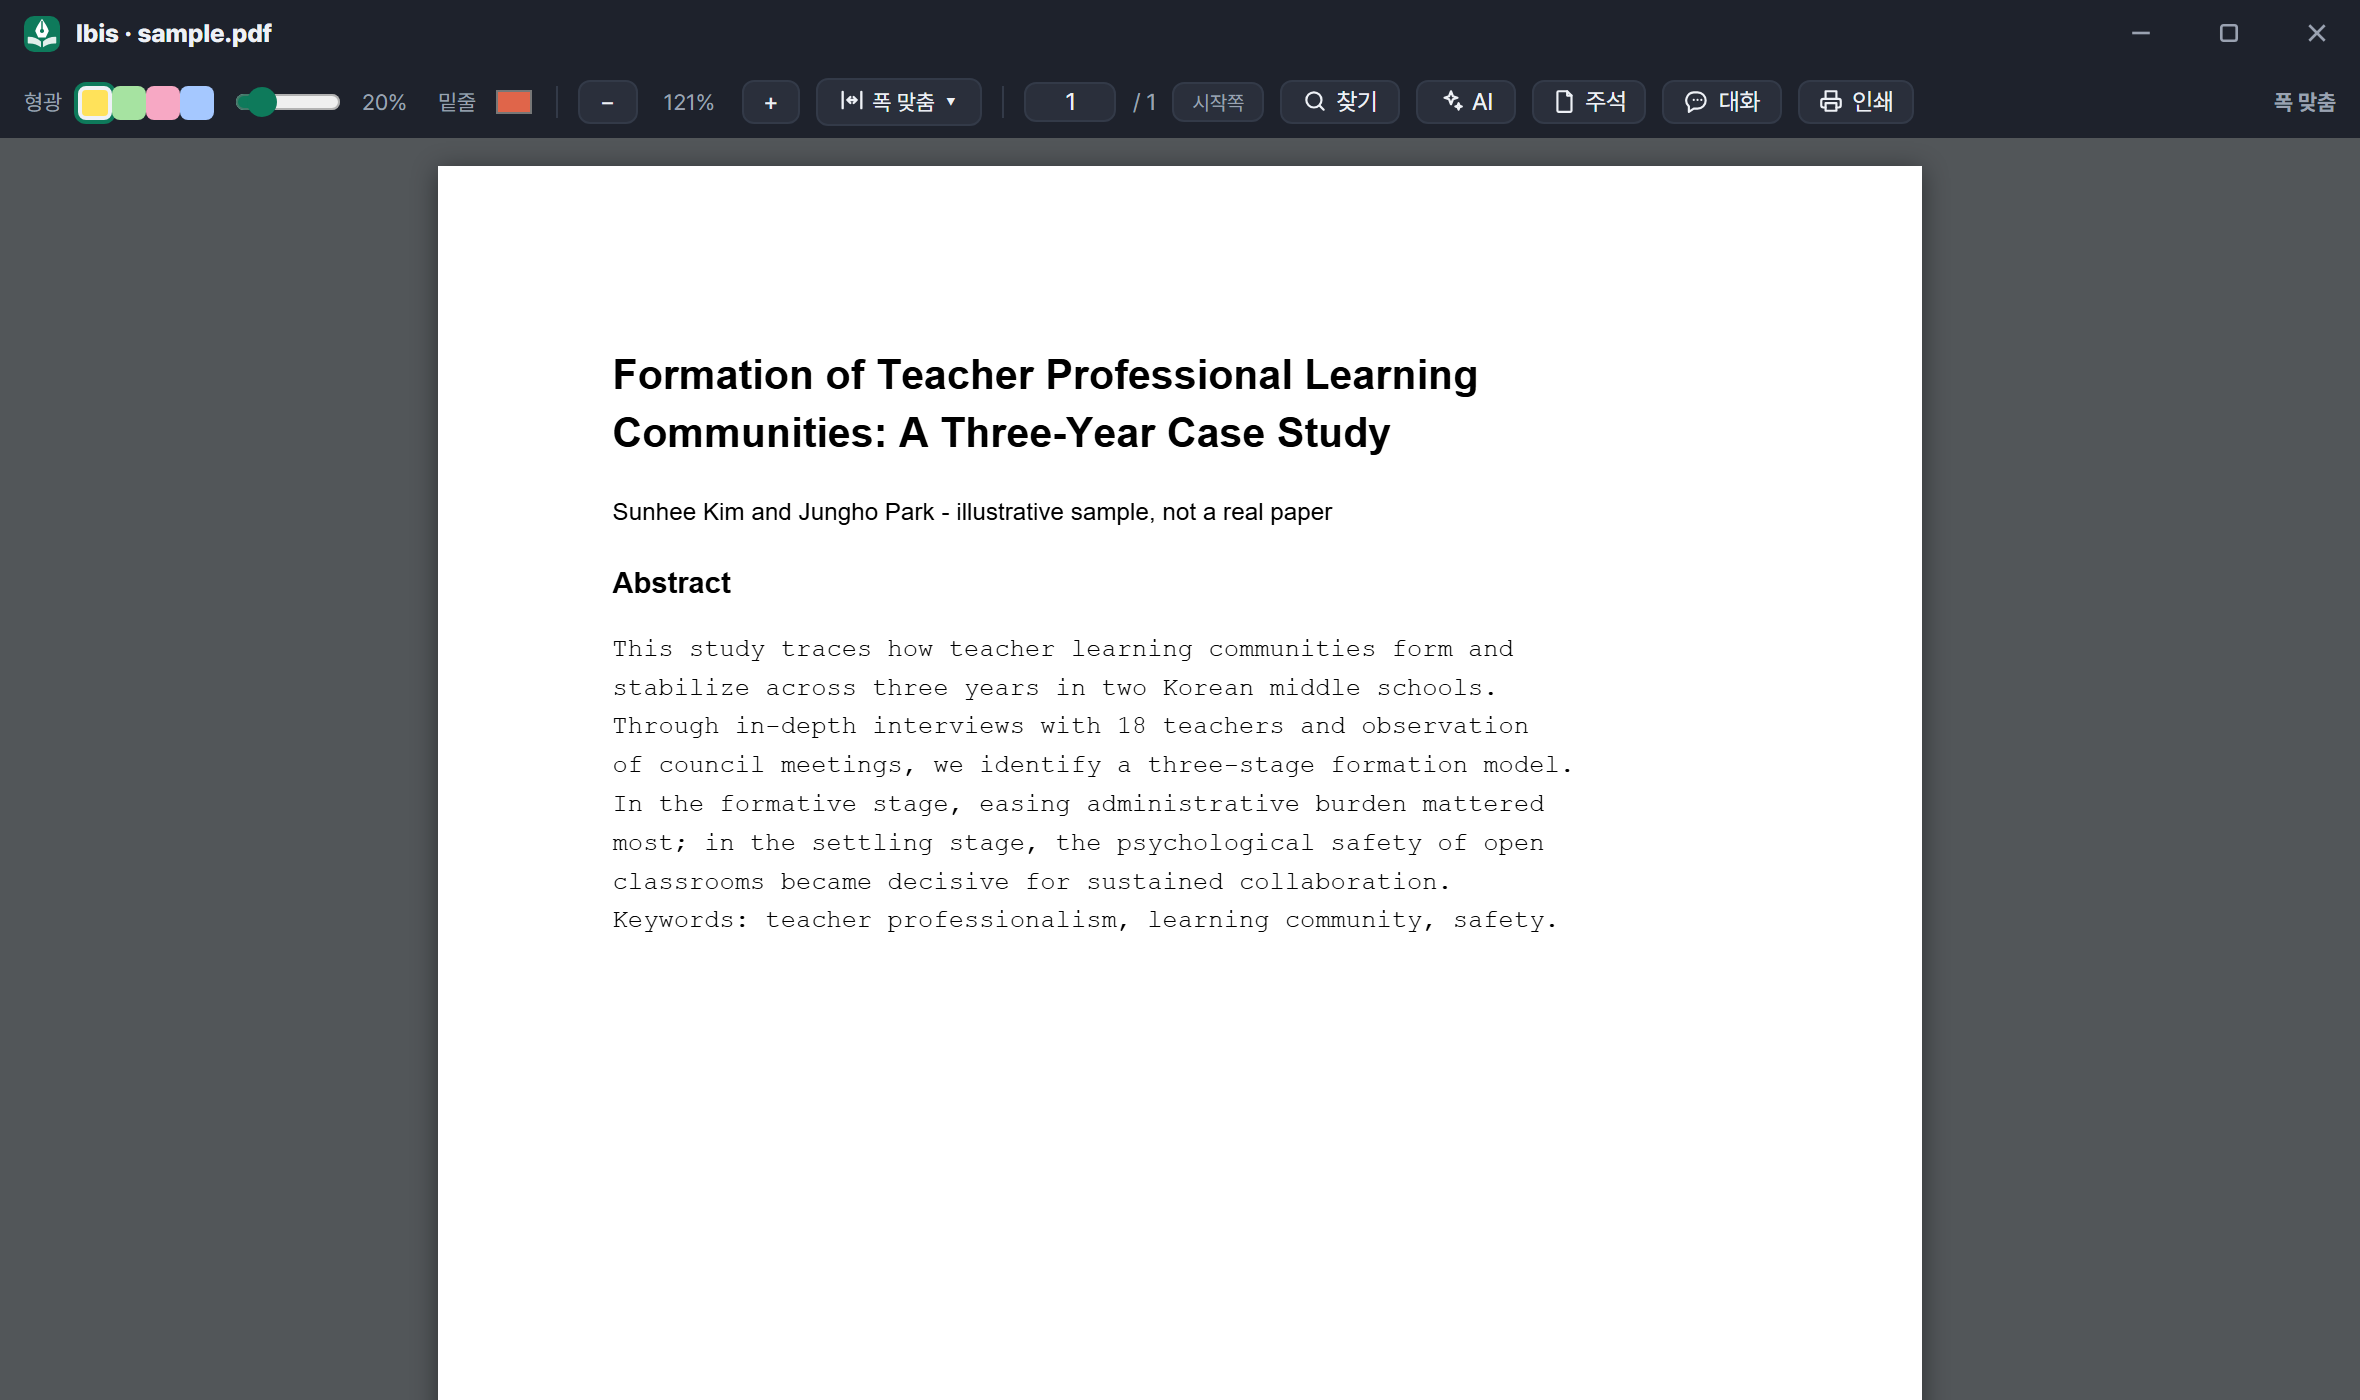 Ibis · sample.pdf
형광 20% 밑줄 − 121% + 폭 맞춤 ▼ 1 / 1 시작쪽 찾기 AI 주석 대화 인쇄 폭 맞춤
Formation of Teacher Professional Learning
Communities: A Three-Year Case Study
Sunhee Kim and Jungho Park - illustrative sample, not a real paper
Abstract
This study traces how teacher learning communities form and
stabilize across three years in two Korean middle schools.
Through in-depth interviews with 18 teachers and observation
of council meetings, we identify a three-stage formation model.
In the formative stage, easing administrative burden mattered
most; in the settling stage, the psychological safety of open
classrooms became decisive for sustained collaboration.
Keywords: teacher professionalism, learning community, safety.